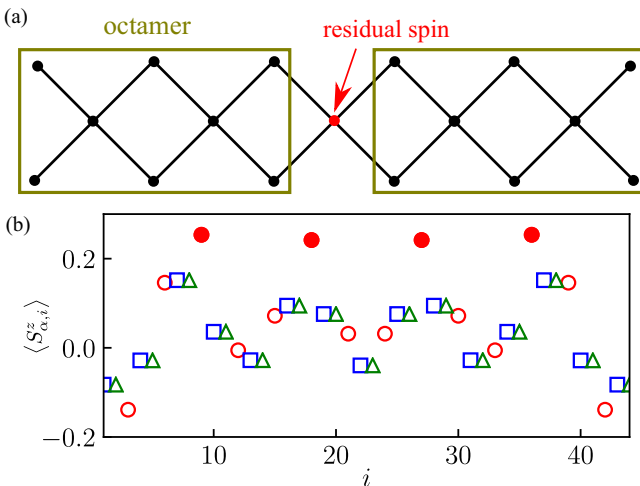 (a)
octamer
residual spin
(b)
⟨S^z_{α,i}⟩
0.2
0.0
−0.2
10
20
30
40
i